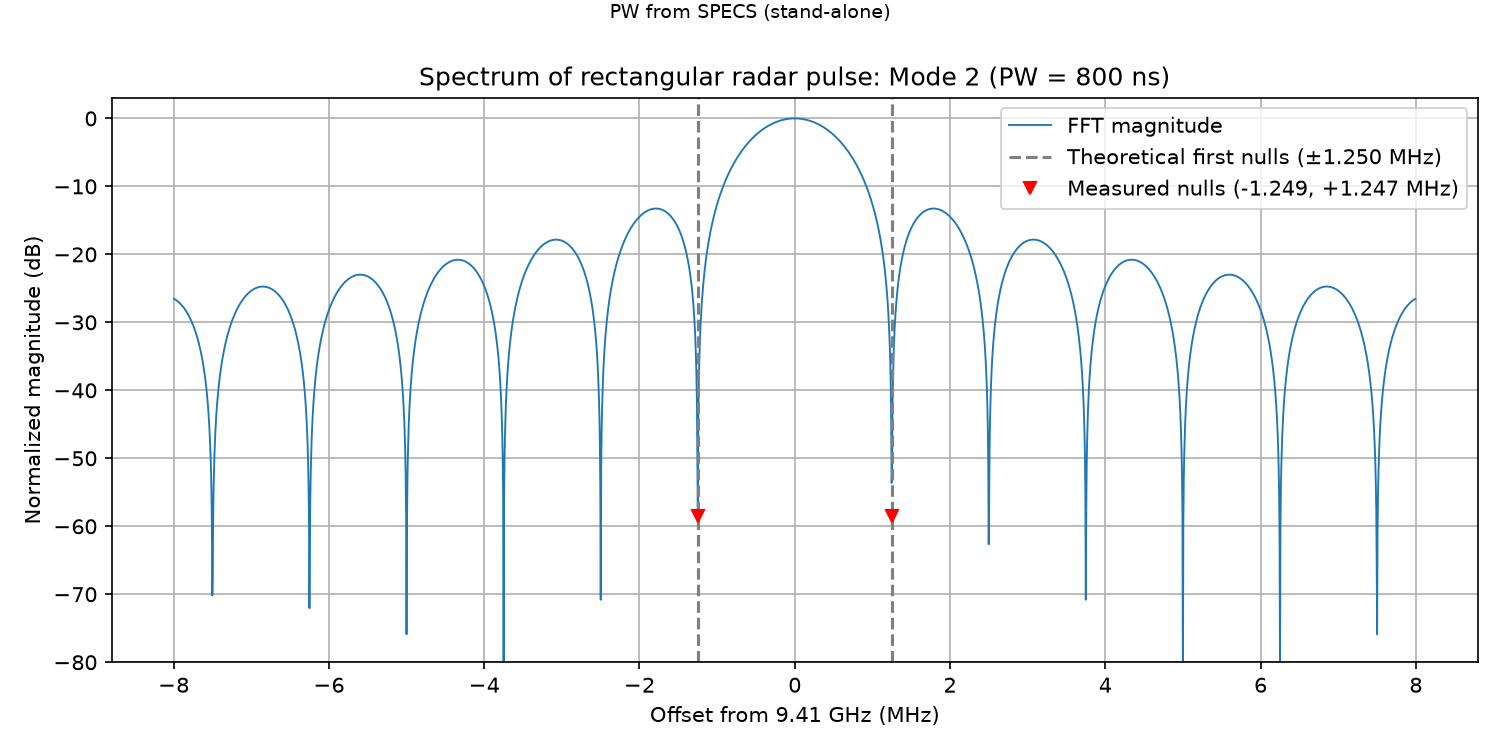 PW from SPECS (stand-alone)
Spectrum of rectangular radar pulse: Mode 2 (PW = 800 ns)
FFT magnitude
Theoretical first nulls (±1.250 MHz)
Measured nulls (-1.249, +1.247 MHz)
Normalized magnitude (dB)
0
−10
−20
−30
−40
−50
−60
−70
−80
−8
−6
−4
−2
0
2
4
6
8
Offset from 9.41 GHz (MHz)